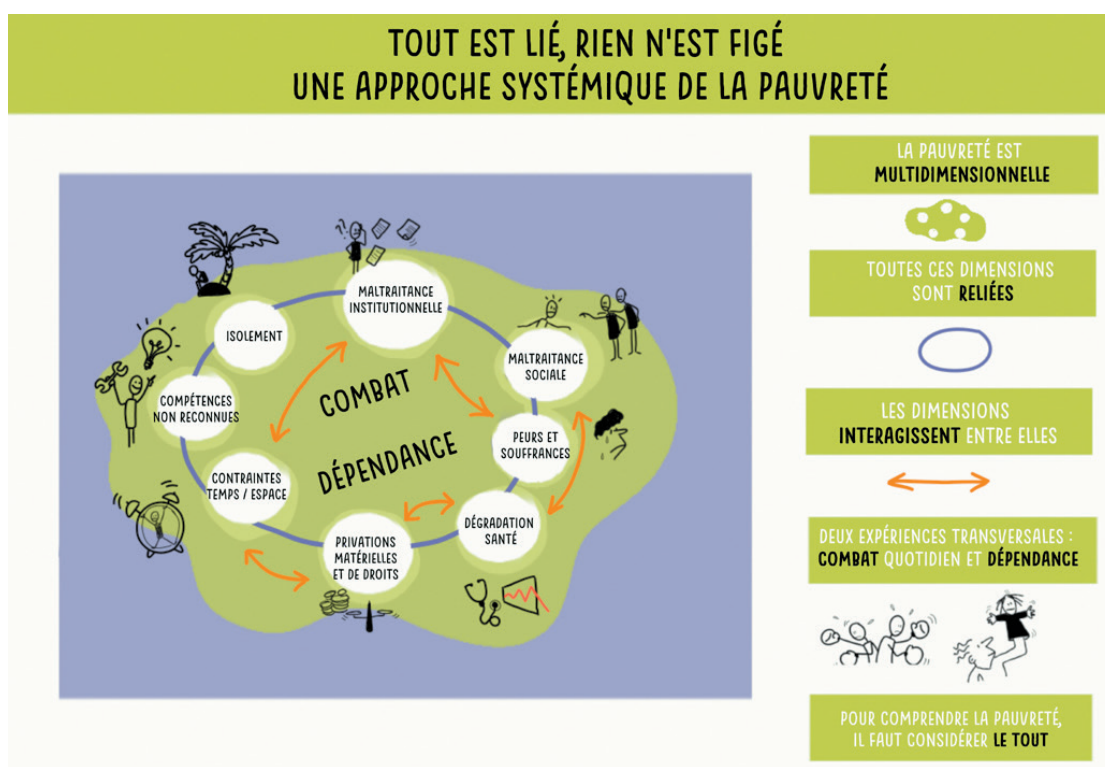 TOUT EST LIÉ, RIEN N'EST FIGÉ
UNE APPROCHE SYSTÉMIQUE DE LA PAUVRETÉ
MALTRAITANCE
INSTITUTIONNELLE
ISOLEMENT
MALTRAITANCE
SOCIALE
COMPÉTENCES
NON RECONNUES
COMBAT
PEURS ET
SOUFFRANCES
DÉPENDANCE
CONTRAINTES
TEMPS / ESPACE
DÉGRADATION
SANTÉ
PRIVATIONS
MATÉRIELLES
ET DE DROITS
LA PAUVRETÉ EST
MULTIDIMENSIONNELLE
TOUTES CES DIMENSIONS
SONT RELIÉES
LES DIMENSIONS
INTERAGISSENT ENTRE ELLES
DEUX EXPÉRIENCES TRANSVERSALES :
COMBAT QUOTIDIEN ET DÉPENDANCE
POUR COMPRENDRE LA PAUVRETÉ,
IL FAUT CONSIDÉRER LE TOUT